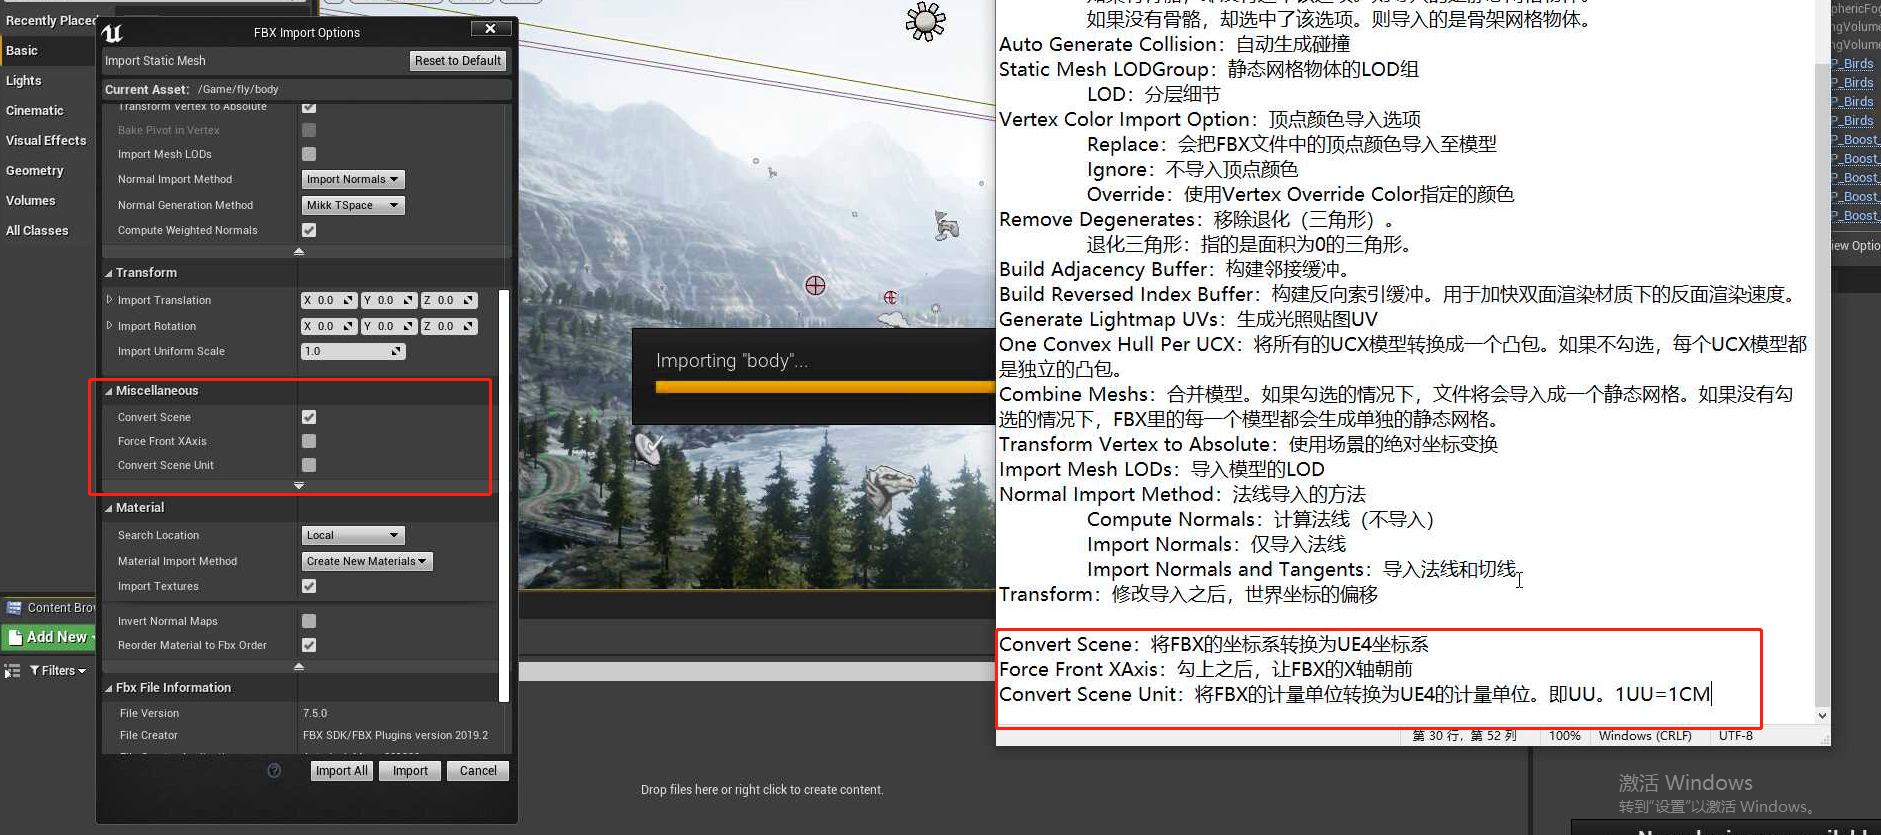 Recently Placed
Basic
Lights
Cinematic
Visual Effects
Geometry
Volumes
All Classes
FBX Import Options
Import Static Mesh
Reset to Default
Current Asset: /Game/fly/body
Transform Vertex to Absolute
Bake Pivot in Vertex
Import Mesh LODs
Normal Import Method
Import Normals
Normal Generation Method
Mikk TSpace
Compute Weighted Normals
Transform
Import Translation
X 0.0 Y 0.0 Z 0.0
Import Rotation
X 0.0 Y 0.0 Z 0.0
Import Uniform Scale
1.0
Miscellaneous
Convert Scene
Force Front XAxis
Convert Scene Unit
Material
Search Location
Local
Material Import Method
Create New Materials
Import Textures
Invert Normal Maps
Reorder Material to Fbx Order
Fbx File Information
File Version
7.5.0
File Creator
FBX SDK/FBX Plugins version 2019.2
Import All
Import
Cancel
Content Brow
Add New
Filters
Importing "body"...
Drop files here or right click to create content.
如果没有骨骼，却选中了该选项。则导入的是骨架网格物体。
Auto Generate Collision：自动生成碰撞
Static Mesh LODGroup：静态网格物体的LOD组
LOD：分层细节
Vertex Color Import Option：顶点颜色导入选项
Replace：会把FBX文件中的顶点颜色导入至模型
Ignore：不导入顶点颜色
Override：使用Vertex Override Color指定的颜色
Remove Degenerates：移除退化（三角形）。
退化三角形：指的是面积为0的三角形。
Build Adjacency Buffer：构建邻接缓冲。
Build Reversed Index Buffer：构建反向索引缓冲。用于加快双面渲染材质下的反面渲染速度。
Generate Lightmap UVs：生成光照贴图UV
One Convex Hull Per UCX：将所有的UCX模型转换成一个凸包。如果不勾选，每个UCX模型都
是独立的凸包。
Combine Meshs：合并模型。如果勾选的情况下，文件将会导入成一个静态网格。如果没有勾
选的情况下，FBX里的每一个模型都会生成单独的静态网格。
Transform Vertex to Absolute：使用场景的绝对坐标变换
Import Mesh LODs：导入模型的LOD
Normal Import Method：法线导入的方法
Compute Normals：计算法线（不导入）
Import Normals：仅导入法线
Import Normals and Tangents：导入法线和切线
Transform：修改导入之后，世界坐标的偏移
Convert Scene：将FBX的坐标系转换为UE4坐标系
Force Front XAxis：勾上之后，让FBX的X轴朝前
Convert Scene Unit：将FBX的计量单位转换为UE4的计量单位。即UU。1UU=1CM
第 30 行，第 52 列
100%
Windows (CRLF)
UTF-8
phericFog
ngVolume
ngVolume
P_Birds
P_Birds
P_Birds
P_Birds
P_Boost_
P_Boost_
P_Boost_
P_Boost_
P_Boost_
iew Optio
激活 Windows
转到"设置"以激活 Windows。